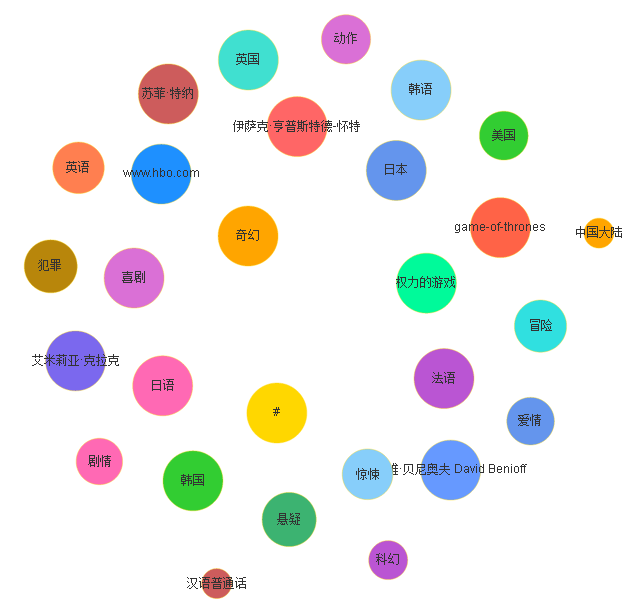 动作
英国
韩语
苏菲·特纳
伊萨克·亨普斯特德-怀特
美国
英语
www.hbo.com
日本
game-of-thrones
中国大陆
奇幻
犯罪
喜剧
权力的游戏
冒险
艾米莉亚·克拉克
日语
法语
#
爱情
剧情
韩国
惊悚
·贝尼奥夫 David Benioff
悬疑
科幻
汉语普通话